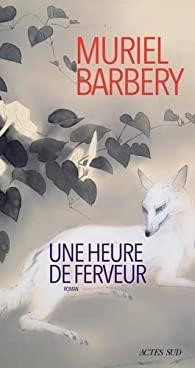 MURIEL
BARBERY
UNE HEURE
DE FERVEUR
ROMAN
ACTES SUD